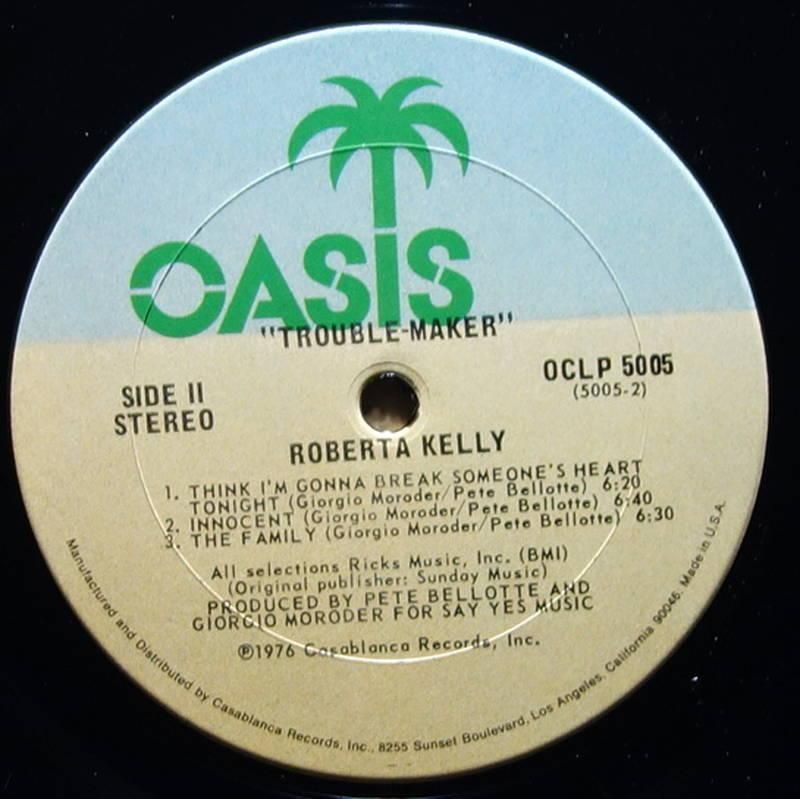 OASIS
"TROUBLE-MAKER"
SIDE II
STEREO
OCLP 5005
(5005-2)
ROBERTA KELLY
1. THINK I'M GONNA BREAK SOMEONE'S HEART
TONIGHT (Giorgio Moroder/Pete Bellotte) 6:20
2. INNOCENT (Giorgio Moroder/Pete Bellotte) 6:40
3. THE FAMILY (Giorgio Moroder/Pete Bellotte) 6:30
All selections Ricks Music, Inc. (BMI)
(Original publisher: Sunday Music)
PRODUCED BY PETE BELLOTTE AND
GIORGIO MORODER FOR SAY YES MUSIC
℗1976 Casablanca Records, Inc.
Manufactured and Distributed by Casablanca Records, Inc., 8255 Sunset Boulevard, Los Angeles, California 90046. Made in U.S.A.